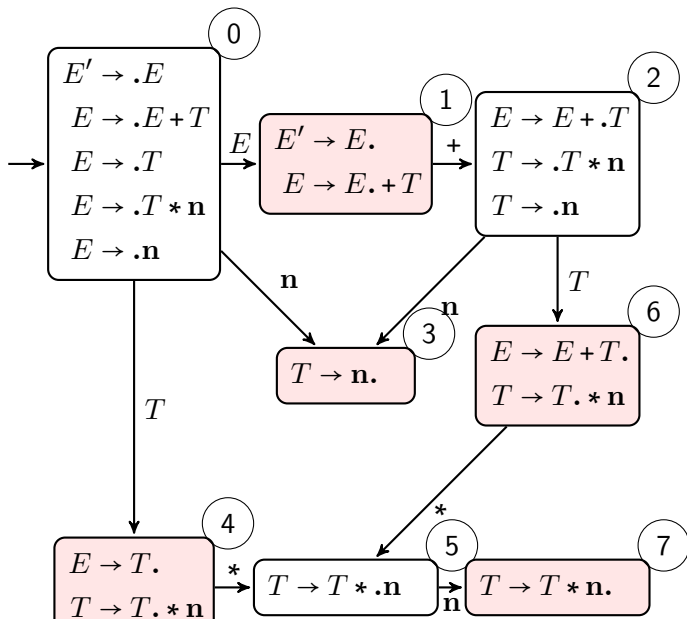 0
E′ → .E
E → .E + T
E → .T
E → .T * n
E → .n
E
1
E′ → E.
E → E. + T
+
2
E → E + .T
T → .T * n
T → .n
n
n
T
3
T → n.
6
E → E + T.
T → T. * n
T
*
4
E → T.
T → T. * n
*
5
T → T * .n
n
7
T → T * n.